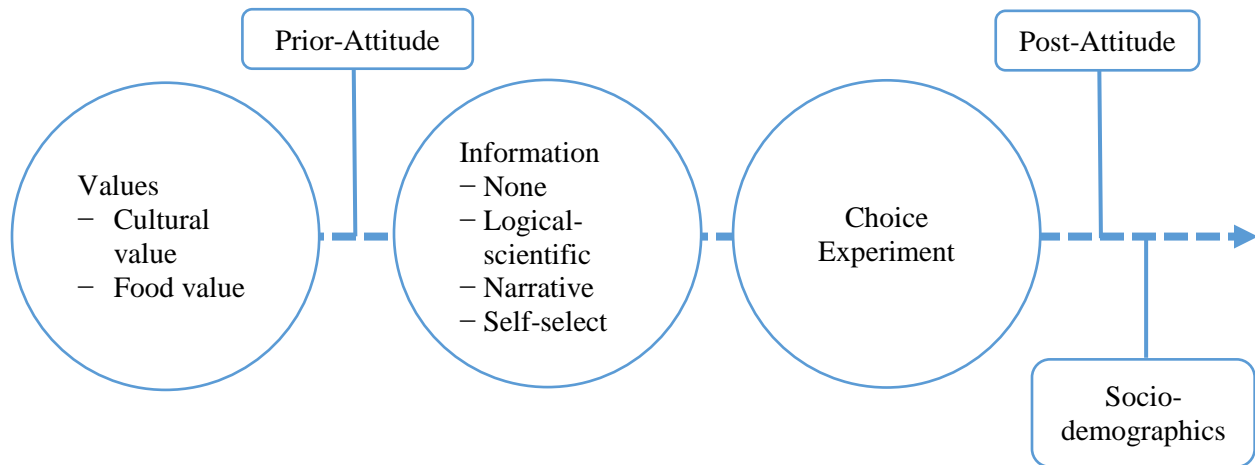 Prior-Attitude
Post-Attitude
Values
− Cultural
value
− Food value
Information
− None
− Logical-
scientific
− Narrative
− Self-select
Choice
Experiment
Socio-
demographics